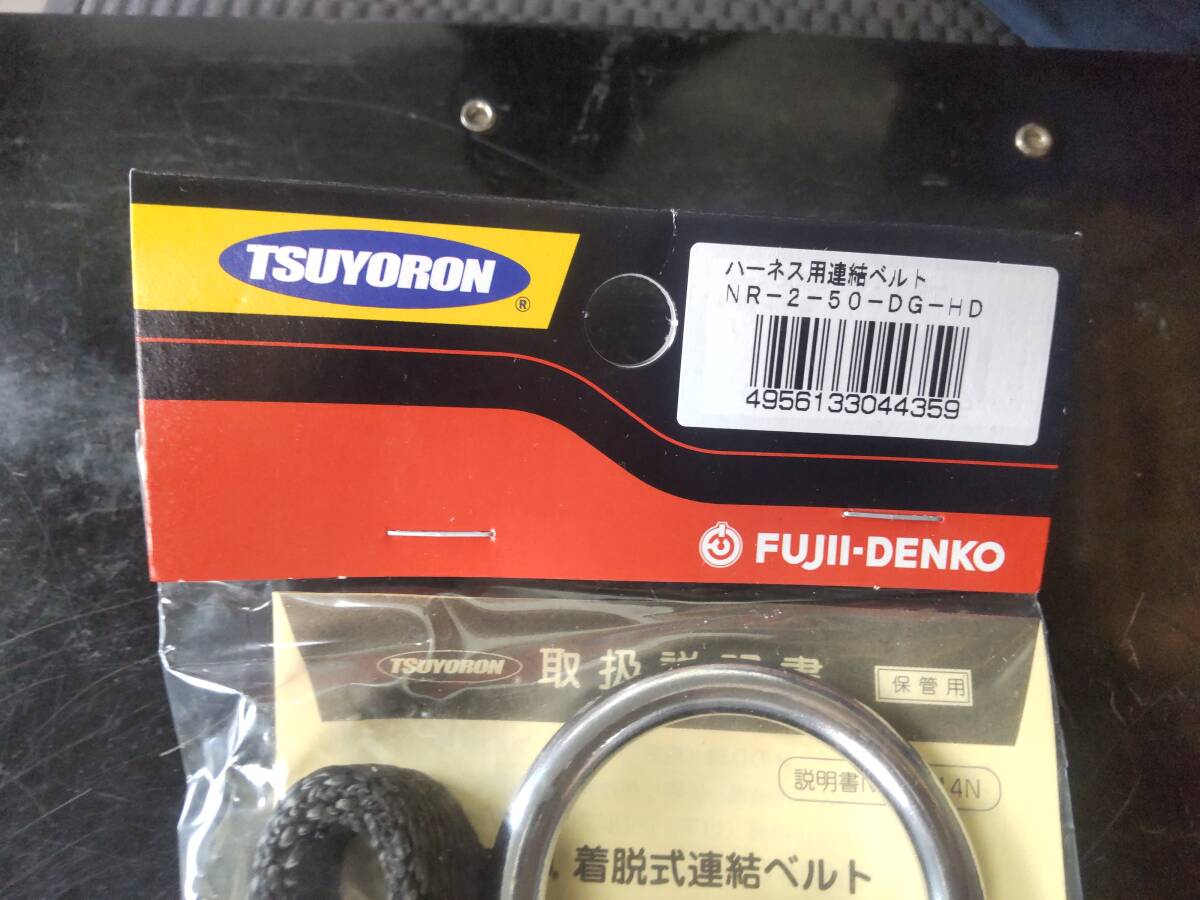 TSUYORON
®
ハーネス用連結ベルト
NR-2-50-DG-HD
4956133044359
FUJII-DENKO
TSUYORON
取扱説明書
保管用
説明書N 14N
着脱式連結ベルト